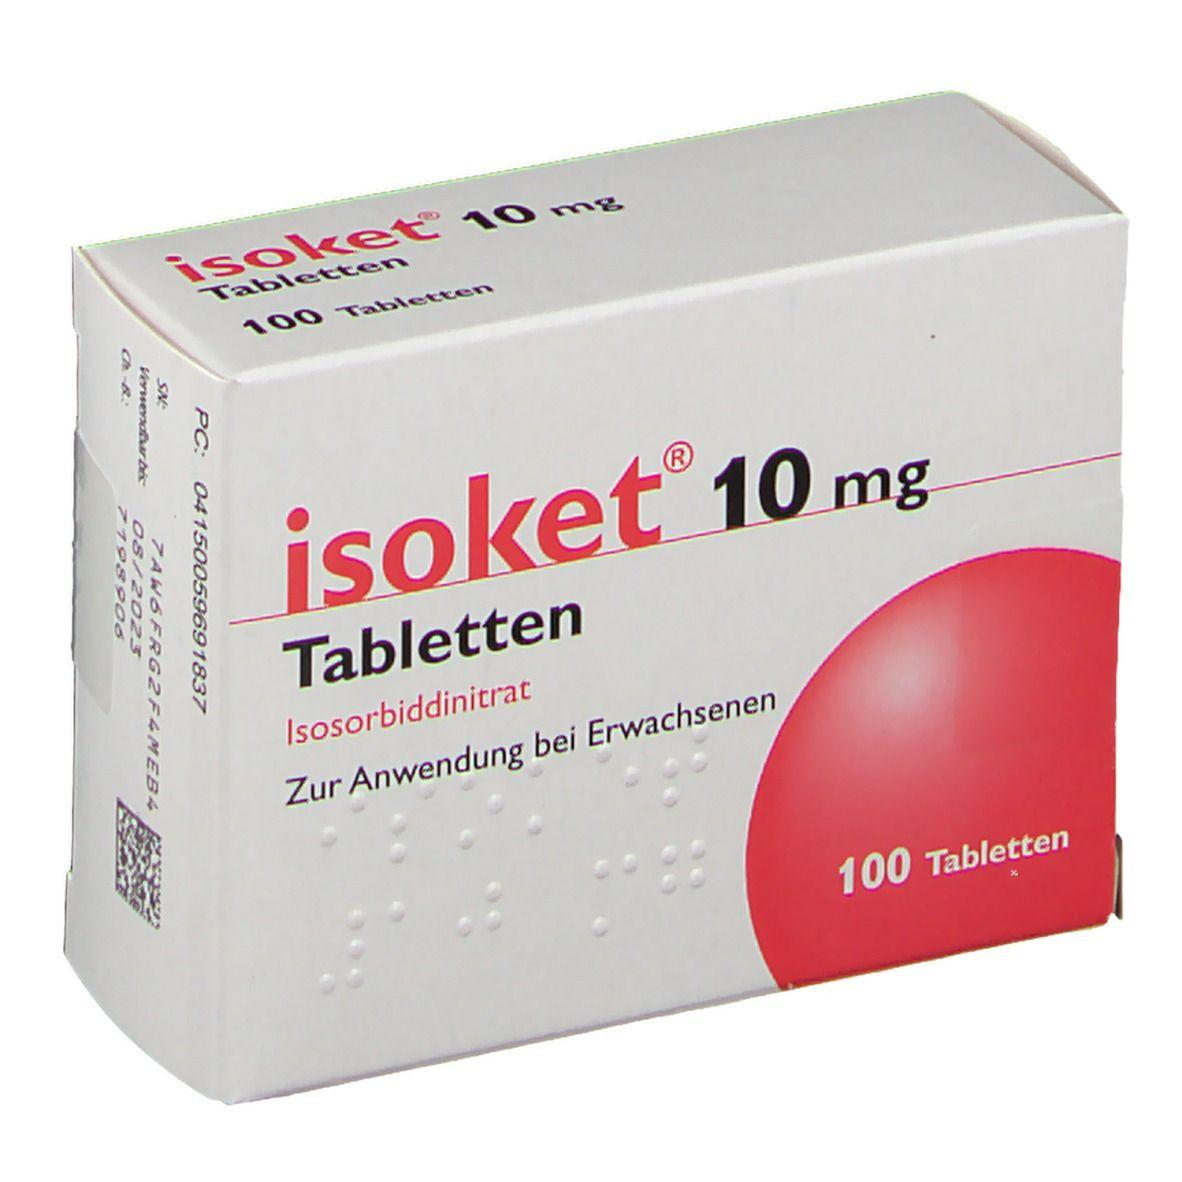 isoket® 10 mg
Tabletten
100 Tabletten
isoket® 10 mg
Tabletten
Isosorbiddinitrat
Zur Anwendung bei Erwachsenen
100 Tabletten
PC: 04150059691837
SN: 7AW6FRG2F4MEB4
Verwendbar bis: 08/2023
Ch.-B.: 7198906